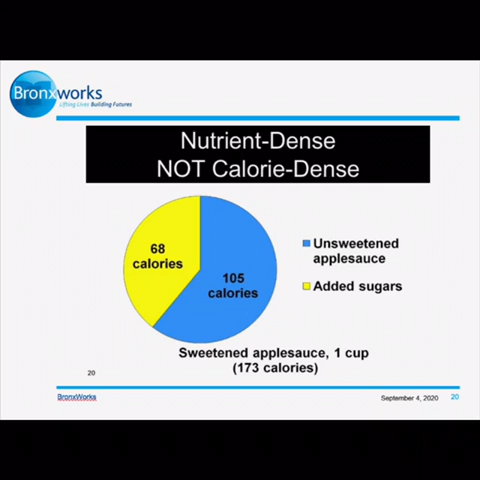 Bronxworks
Lifting Lives Building Futures
Nutrient-Dense
NOT Calorie-Dense
68
calories
105
calories
Unsweetened
applesauce
Added sugars
Sweetened applesauce, 1 cup
(173 calories)
20
BronxWorks
September 4, 2020
20